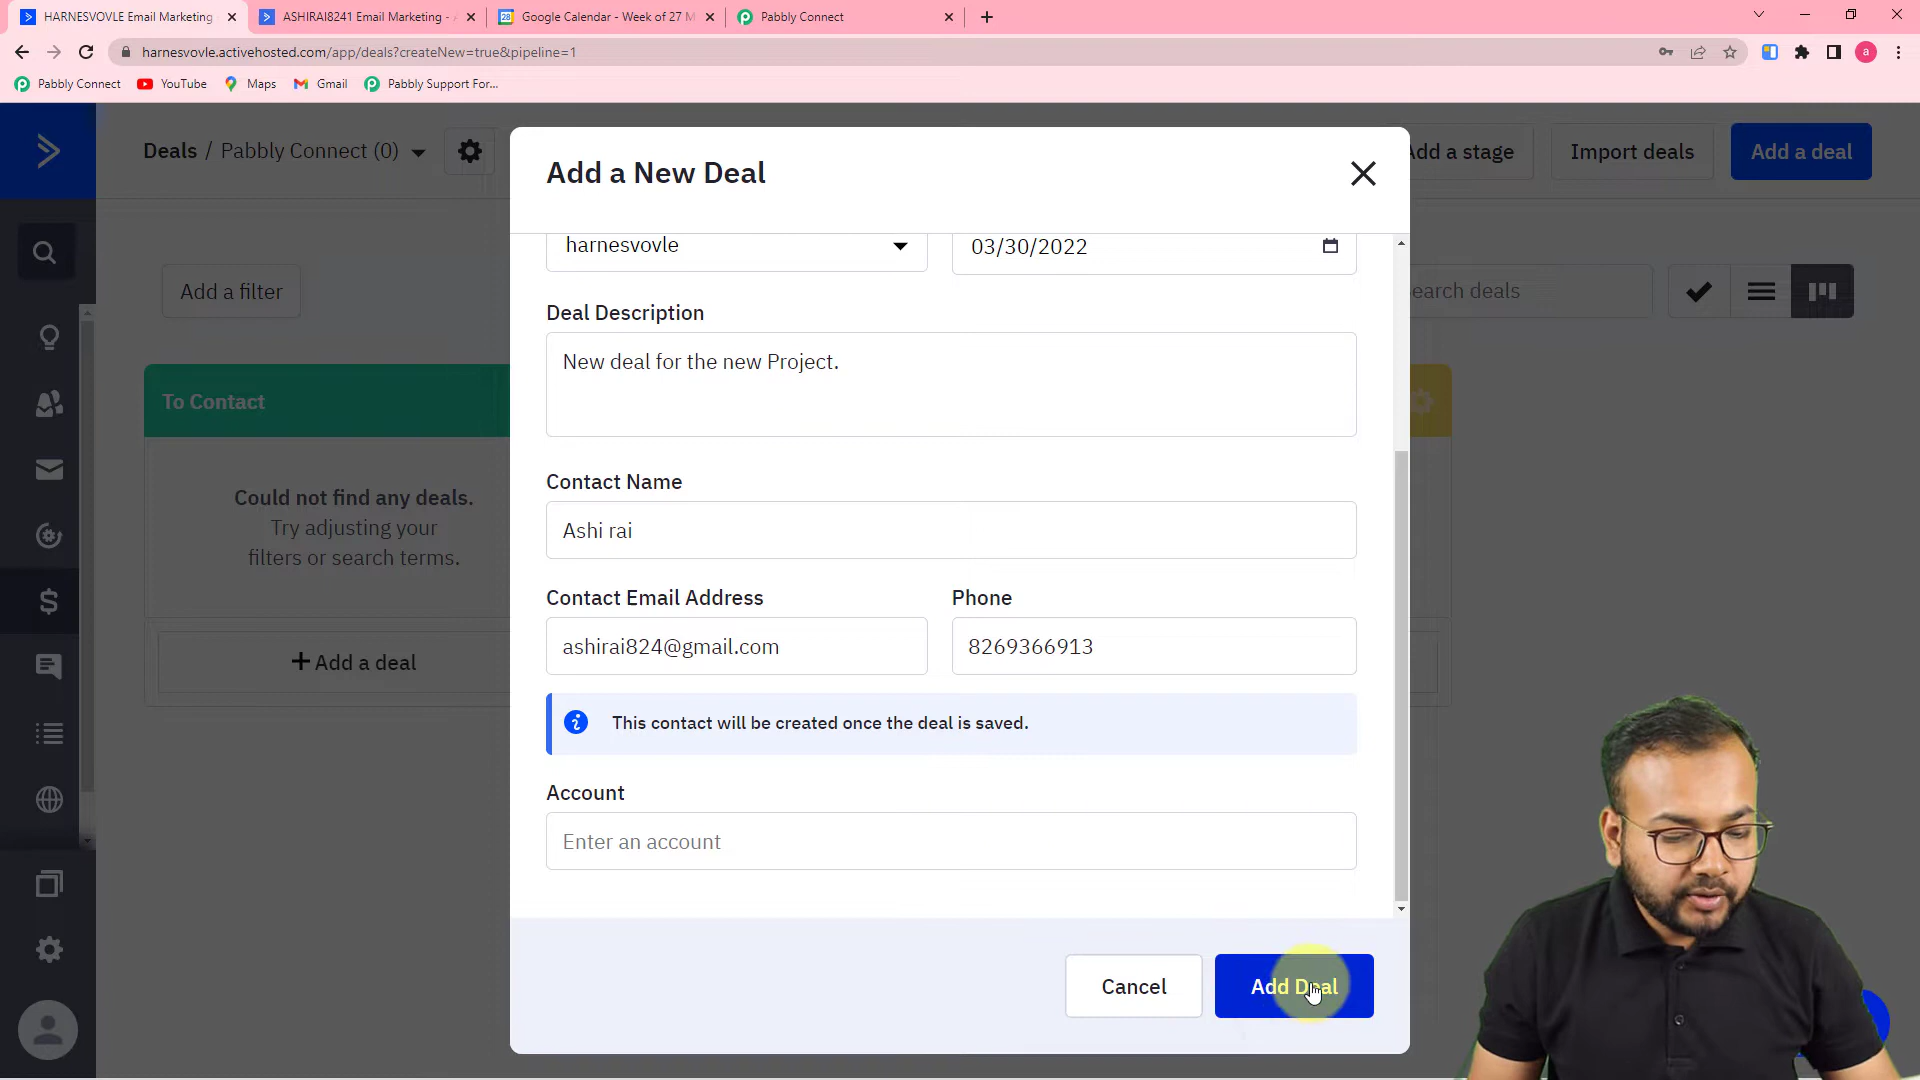 HARNESVOVLE Email Marketing
ASHIRAI8241 Email Marketing -
Google Calendar - Week of 27 M
Pabbly Connect
harnesvovle.activehosted.com/app/deals?createNew=true&pipeline=1
a
Pabbly Connect
YouTube
Maps
Gmail
Pabbly Support For...
Deals / Pabbly Connect (0)
Add a New Deal
Add a stage
Import deals
Add a deal
harnesvovle
03/30/2022
Add a filter
earch deals
Deal Description
New deal for the new Project.
To Contact
Contact Name
Could not find any deals.
Try adjusting your
filters or search terms.
Ashi rai
Contact Email Address
Phone
ashirai824@gmail.com
8269366913
+ Add a deal
This contact will be created once the deal is saved.
Account
Enter an account
Cancel
Add Deal